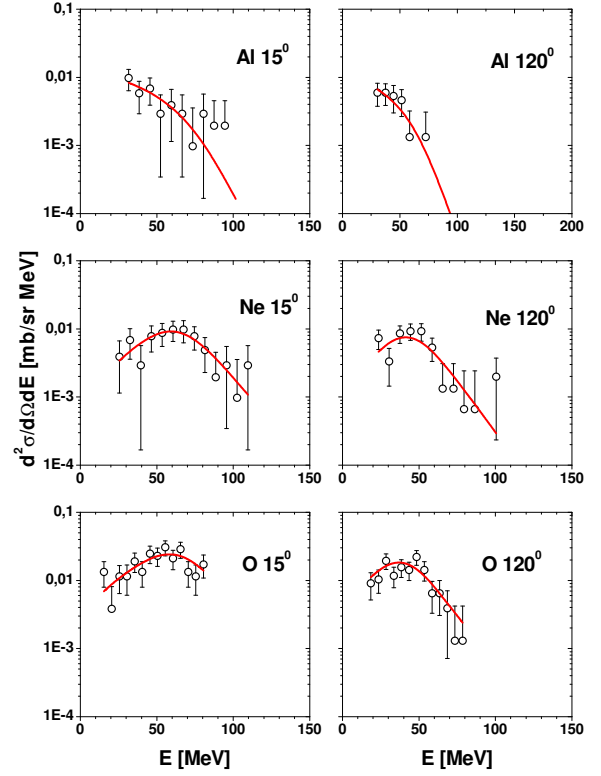 0,1
0,01
1E-3
1E-4
0 50 100 150
Al 15⁰
0 50 100 150 200
Al 120⁰
d²σ/dΩdE [mb/sr MeV]
0,1
0,01
1E-3
1E-4
0 50 100 150
Ne 15⁰
0 50 100 150
Ne 120⁰
0,1
0,01
1E-3
1E-4
0 50 100 150
O 15⁰
0 50 100 150
O 120⁰
E [MeV]
E [MeV]